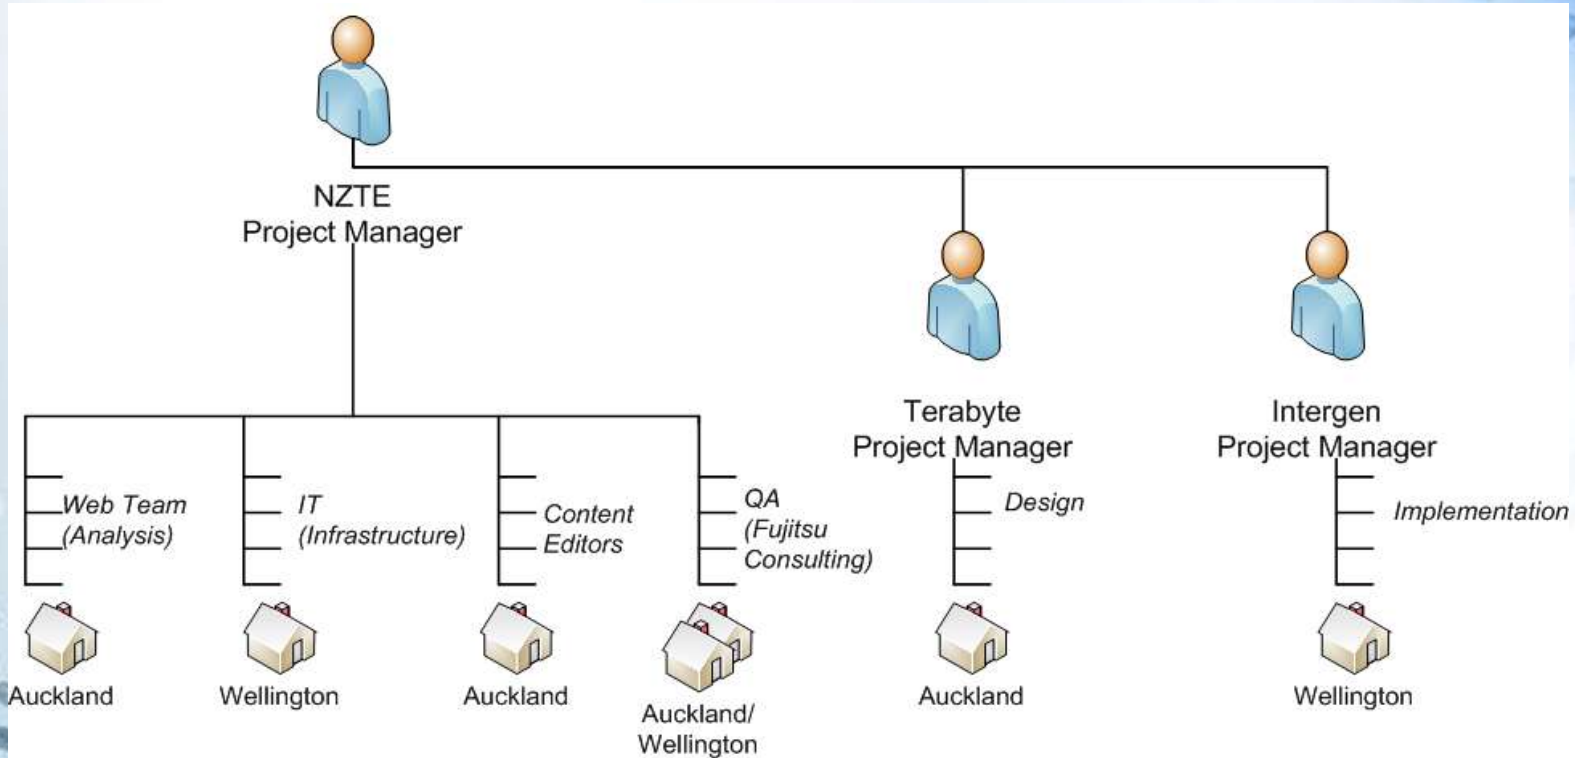 NZTE
Project Manager
Terabyte
Project Manager
Intergen
Project Manager
Web Team
(Analysis)
IT
(Infrastructure)
Content
Editors
QA
(Fujitsu
Consulting)
Design
Implementation
Auckland
Wellington
Auckland
Auckland/
Wellington
Auckland
Wellington